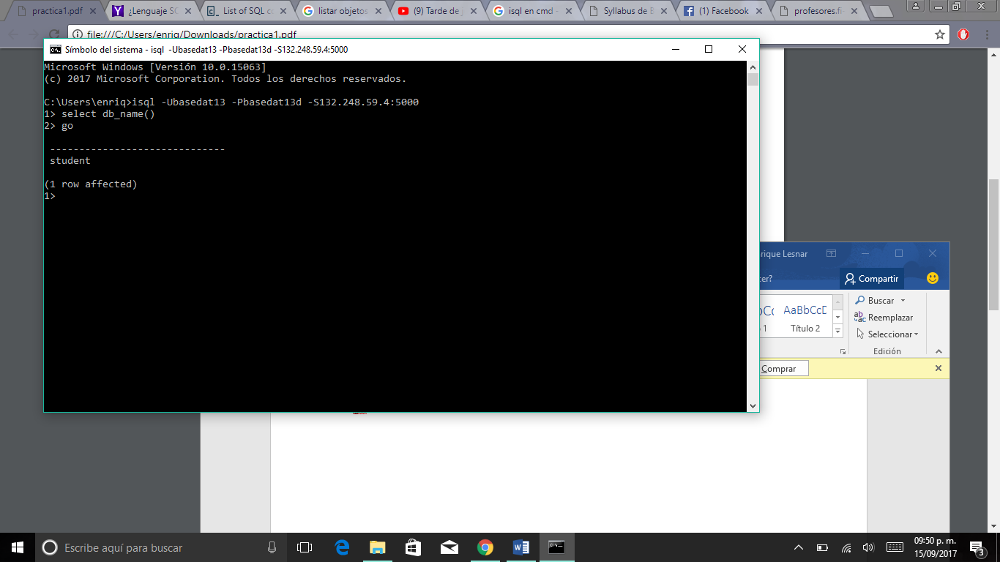 practica1.pdf
¿Lenguaje SQ
List of SQL co
listar objetos
(9) Tarde de j
isql en cmd -
Syllabus de B
(1) Facebook
profesores.fi-
file:///C:/Users/enriq/Downloads/practica1.pdf
Símbolo del sistema - isql -Ubasedat13 -Pbasedat13d -S132.248.59.4:5000
Microsoft Windows [Versión 10.0.15063]
(c) 2017 Microsoft Corporation. Todos los derechos reservados.
C:\Users\enriq>isql -Ubasedat13 -Pbasedat13d -S132.248.59.4:5000
1> select db_name()
2> go
------------------------------
student
(1 row affected)
1>
rique Lesnar
cer?
Compartir
AaBbCcD
1
Título 2
Buscar
Reemplazar
Seleccionar
Edición
Comprar
Escribe aquí para buscar
09:50 p. m.
15/09/2017
3